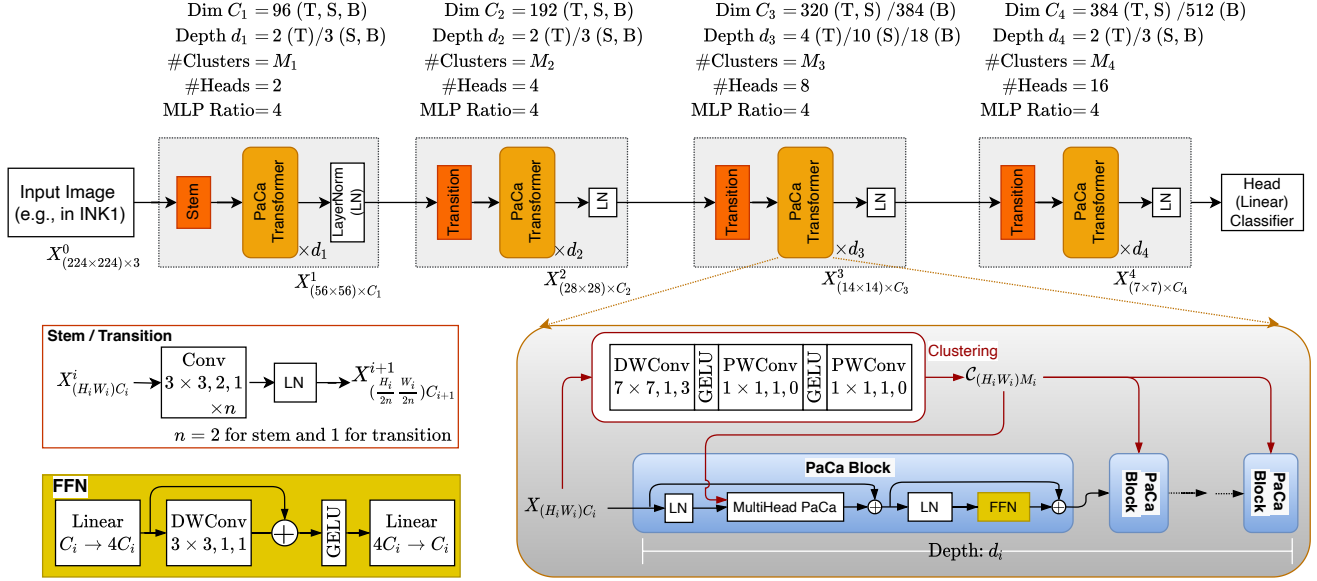 Dim C₁ = 96 (T, S, B)
Depth d₁ = 2 (T)/3 (S, B)
#Clusters = M₁
#Heads = 2
MLP Ratio= 4
Dim C₂ = 192 (T, S, B)
Depth d₂ = 2 (T)/3 (S, B)
#Clusters = M₂
#Heads = 4
MLP Ratio= 4
Dim C₃ = 320 (T, S) /384 (B)
Depth d₃ = 4 (T)/10 (S)/18 (B)
#Clusters = M₃
#Heads = 8
MLP Ratio= 4
Dim C₄ = 384 (T, S) /512 (B)
Depth d₄ = 2 (T)/3 (S, B)
#Clusters = M₄
#Heads = 16
MLP Ratio= 4
Input Image
(e.g., in INK1)
X⁰(224×224)×3
Stem
PaCa
Transformer
×d₁
LayerNorm
(LN)
X¹(56×56)×C₁
Transition
PaCa
Transformer
×d₂
LN
X²(28×28)×C₂
Transition
PaCa
Transformer
×d₃
LN
X³(14×14)×C₃
Transition
PaCa
Transformer
×d₄
LN
X⁴(7×7)×C₄
Head
(Linear)
Classifier
Stem / Transition
Xⁱ(HᵢWᵢ)Cᵢ
Conv
3 × 3, 2, 1
×n
LN
Xⁱ⁺¹(Hᵢ/2n Wᵢ/2n)Cᵢ₊₁
n = 2 for stem and 1 for transition
FFN
Linear
Cᵢ → 4Cᵢ
DWConv
3 × 3, 1, 1
+
GELU
Linear
4Cᵢ → Cᵢ
DWConv
7 × 7, 1, 3
GELU
PWConv
1 × 1, 1, 0
GELU
PWConv
1 × 1, 1, 0
Clustering
𝒞(HᵢWᵢ)Mᵢ
X(HᵢWᵢ)Cᵢ
PaCa Block
LN
MultiHead PaCa
+
LN
FFN
+
PaCa
Block
PaCa
Block
Depth: dᵢ